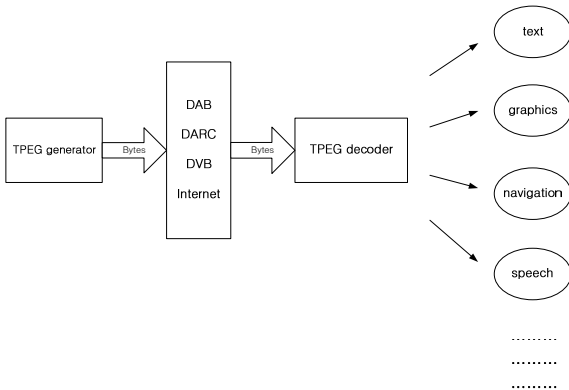 TPEG generator
Bytes
DAB
DARC
DVB
Internet
Bytes
TPEG decoder
text
graphics
navigation
speech
.........
.........
.........